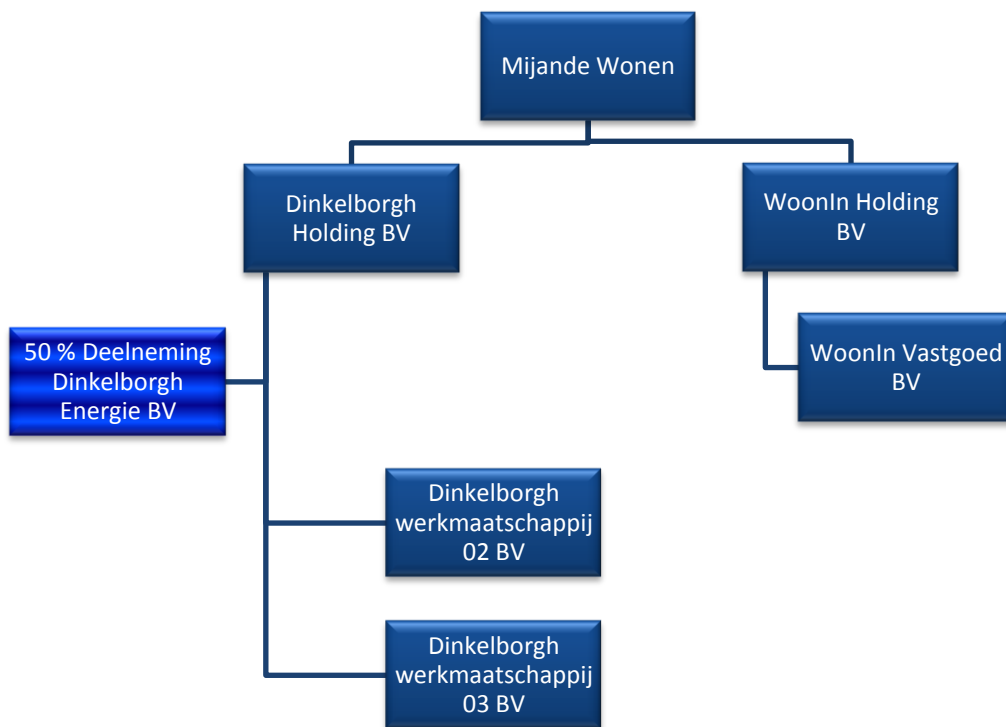 Mijande Wonen
Dinkelborgh
Holding BV
WoonIn Holding
BV
50 % Deelneming
Dinkelborgh
Energie BV
WoonIn Vastgoed
BV
Dinkelborgh
werkmaatschappij
02 BV
Dinkelborgh
werkmaatschappij
03 BV